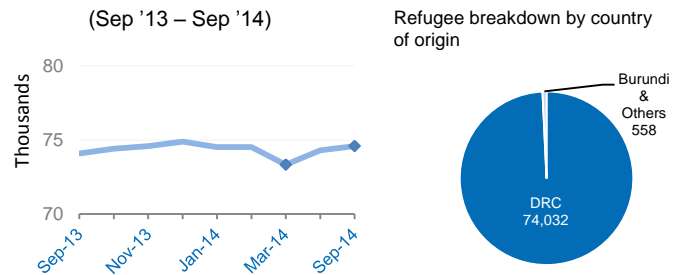 (Sep ’13 – Sep ’14)
Thousands
80
75
70
Sep-13
Nov-13
Jan-14
Mar-14
Sep-14
Refugee breakdown by country
of origin
Burundi
&
Others
558
DRC
74,032